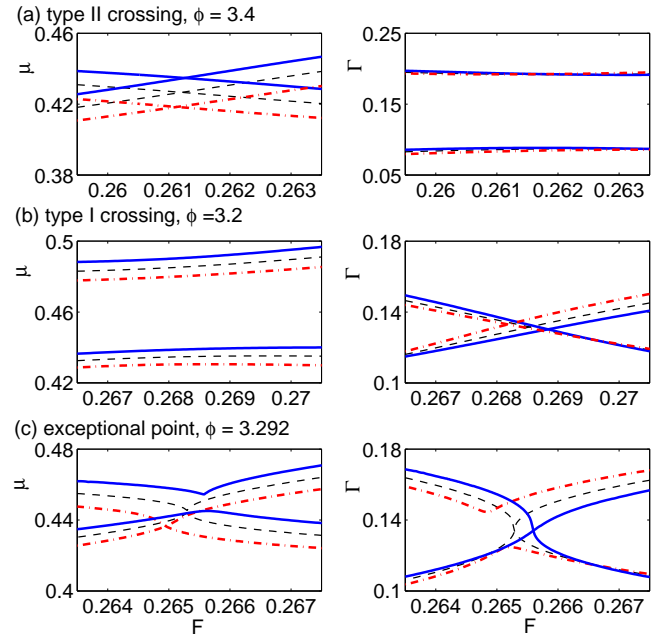 (a) type II crossing, ϕ = 3.4
0.46
0.42
0.38
μ
0.26 0.261 0.262 0.263
0.25
0.15
0.05
Γ
0.26 0.261 0.262 0.263
(b) type I crossing, ϕ =3.2
0.5
0.46
0.42
μ
0.267 0.268 0.269 0.27
0.18
0.1
Γ
0.267 0.268 0.269 0.27
(c) exceptional point, ϕ = 3.292
0.48
0.44
0.4
μ
0.264 0.265 0.266 0.267
F
0.18
0.14
0.1
Γ
0.264 0.265 0.266 0.267
F